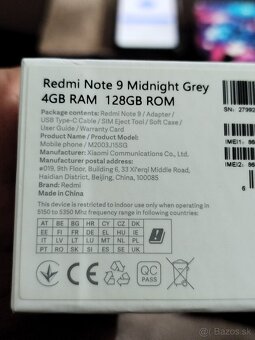 Redmi Note 9 Midnight Grey
4GB RAM 128GB ROM
Package Contents: Redmi Note 9 / Adapter /
USB Type-C Cable / SIM Eject Tool / Soft Case /
User Guide / Warranty Card
Product Name/Model:
Mobile phone / M2003J15SG
Manufacturer: Xiaomi Communications Co., Ltd.
#019, 9th Floor, Building 6, 33 Xi'erqi Middle Road,
Haidian District, Beijing, China, 100085
Brand: Redmi
Made in China
This device is restricted to indoor use only when operating in
5150 to 5350 Mhz frequency range in following countries:
AT BE BG HR CY CZ DK
EE FI FR DE EL HU IE
IT LV LT LU MT NL PL
PT RO SK SI ES SE UK
CE
QC
PASS
SN: 27992
IMEI1: 86
IMEI2: 86
Bazos.sk